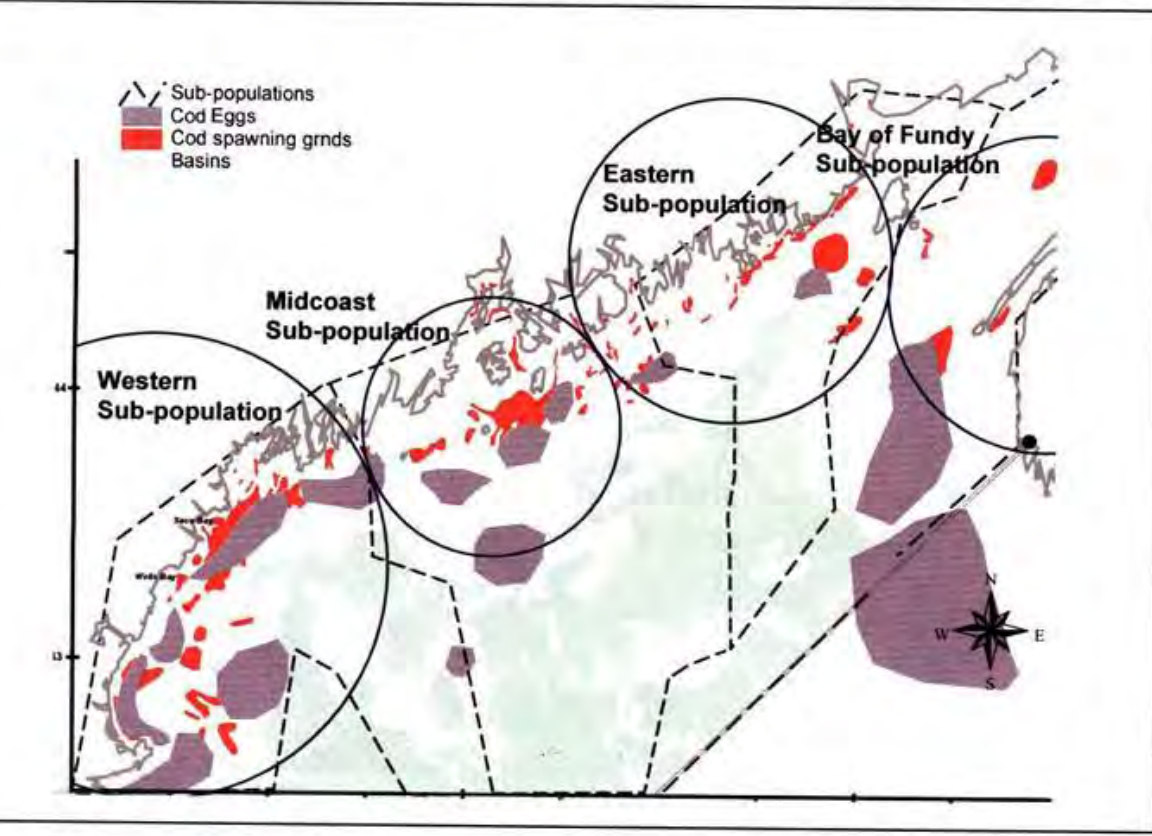 Sub-populations
Cod Eggs
Cod spawning grnds
Basins
Bay of Fundy
Sub-population
Eastern
Sub-population
Midcoast
Sub-population
Western
Sub-population
44
N
W
E
S